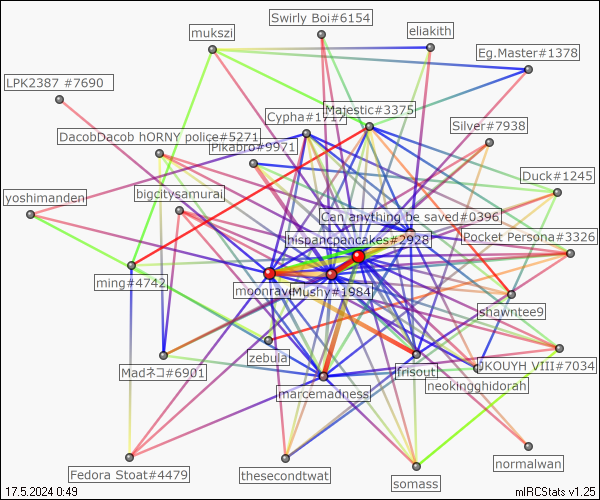 Swirly Boi#6154
mukszi
eliakith
Eg.Master#1378
LPK2387 #7690
Majestic#3375
Cypha#1717
Silver#7938
DacobDacob hORNY police#5271
Pikabro#9971
Duck#1245
yoshimanden
bigcitysamurai
Can anything be saved#0396
hispancpancakes#2928
Pocket Persona#3326
ming#4742
Mushy#1984
shawntee9
zebula
Madネコ#6901
frisout
JKOUYH VIII#7034
neokingghidorah
marcemadness
Fedora Stoat#4479
thesecondtwat
somass
normalwan
17.5.2024 0:49
mIRCStats v1.25